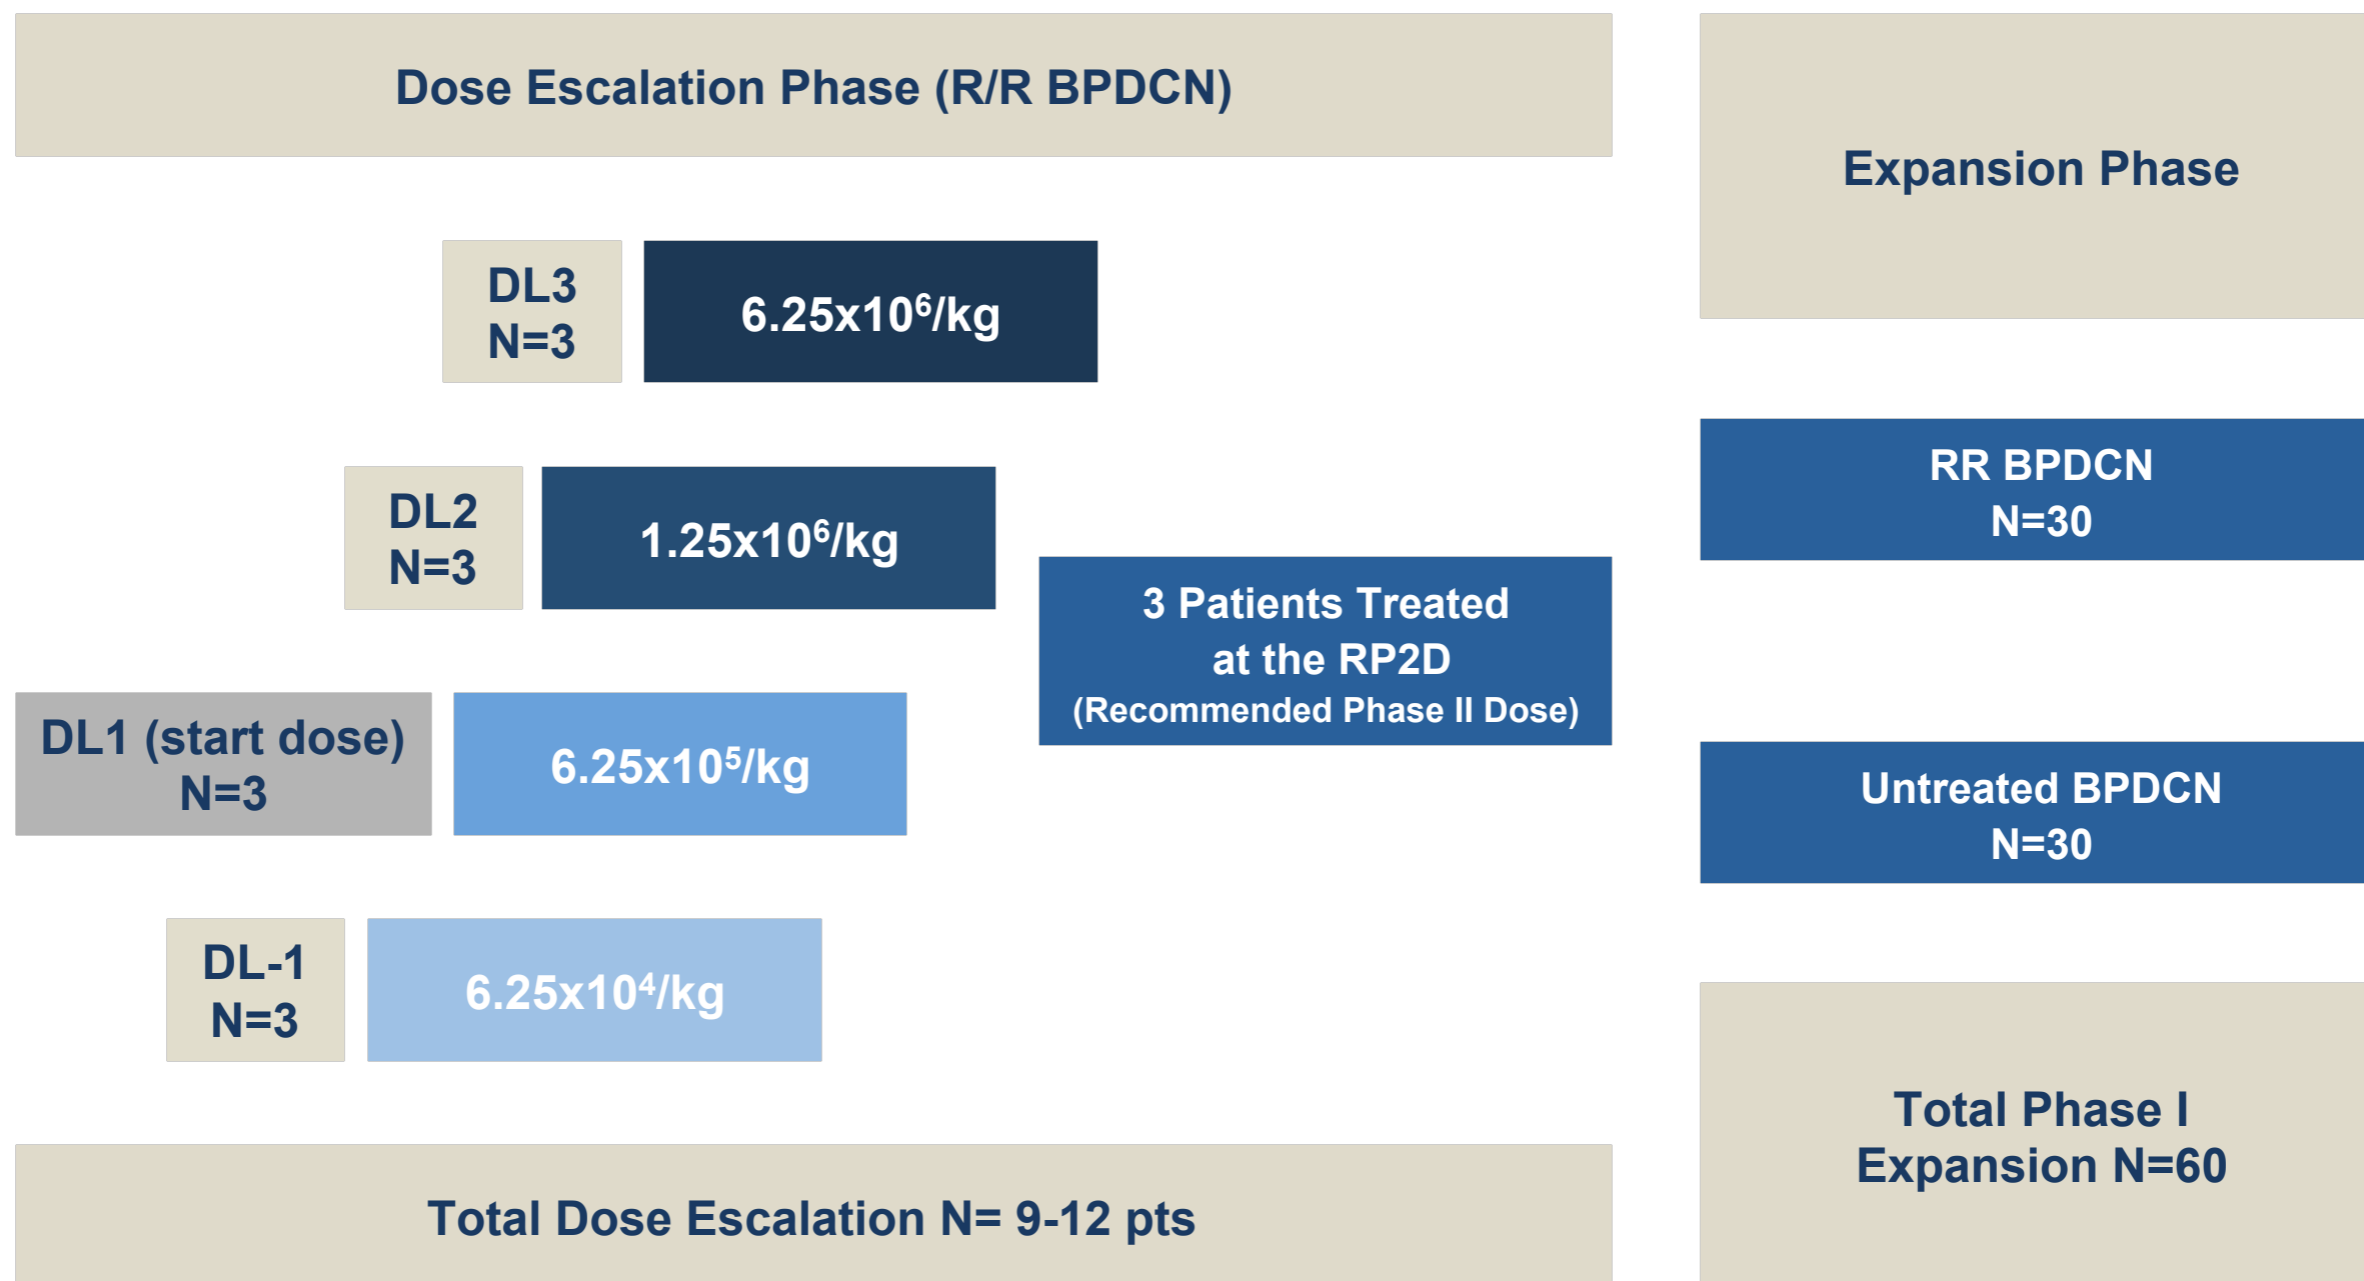 Dose Escalation Phase (R/R BPDCN)
DL3
N=3
6.25x10⁶/kg
DL2
N=3
1.25x10⁶/kg
3 Patients Treated
at the RP2D
(Recommended Phase II Dose)
DL1 (start dose)
N=3
6.25x10⁵/kg
DL-1
N=3
6.25x10⁴/kg
Total Dose Escalation N= 9-12 pts
Expansion Phase
RR BPDCN
N=30
Untreated BPDCN
N=30
Total Phase I
Expansion N=60